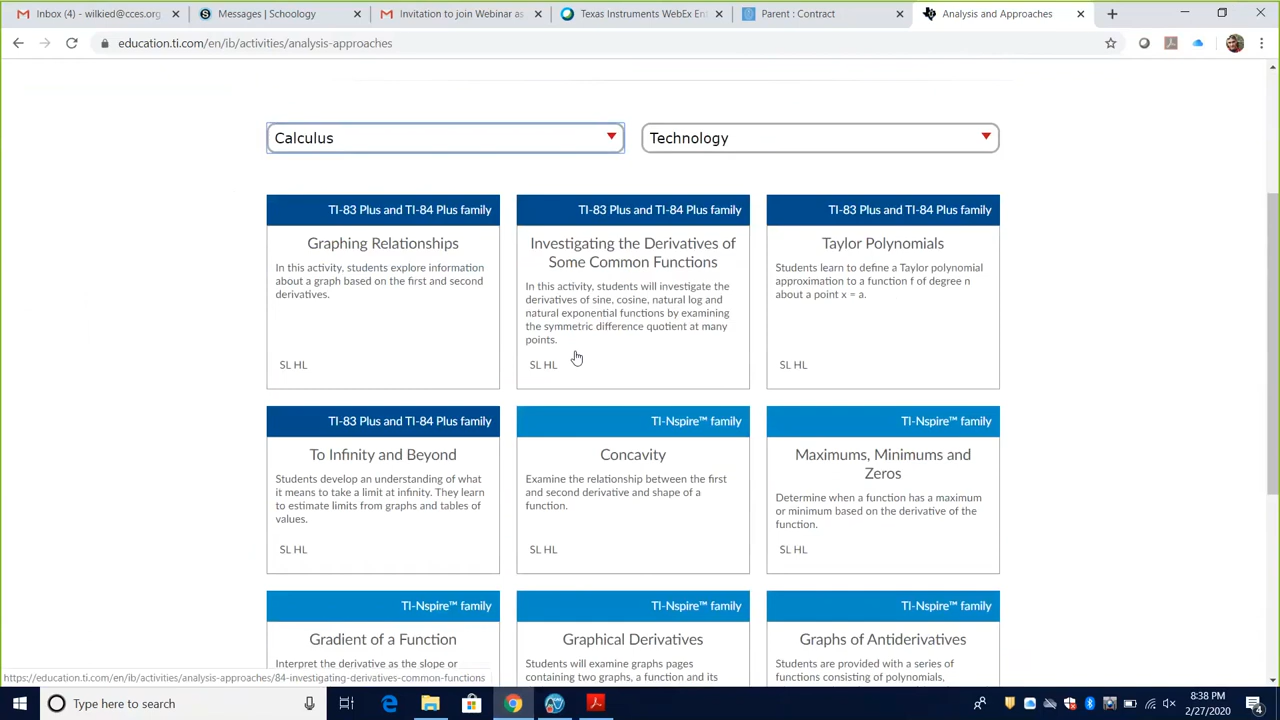 Inbox (4) - wilkied@cces.org
Messages | Schoology
Invitation to join Webinar as
Texas Instruments WebEx En
Parent : Contract
Analysis and Approaches
education.ti.com/en/ib/activities/analysis-approaches
Calculus
Technology
TI-83 Plus and TI-84 Plus family
Graphing Relationships
In this activity, students explore information
about a graph based on the first and second
derivatives.
SL HL
TI-83 Plus and TI-84 Plus family
Investigating the Derivatives of
Some Common Functions
In this activity, students will investigate the
derivatives of sine, cosine, natural log and
natural exponential functions by examining
the symmetric difference quotient at many
points.
SL HL
TI-83 Plus and TI-84 Plus family
Taylor Polynomials
Students learn to define a Taylor polynomial
approximation to a function f of degree n
about a point x = a.
SL HL
TI-83 Plus and TI-84 Plus family
To Infinity and Beyond
Students develop an understanding of what
it means to take a limit at infinity. They learn
to estimate limits from graphs and tables of
values.
SL HL
TI-Nspire™ family
Concavity
Examine the relationship between the first
and second derivative and shape of a
function.
SL HL
TI-Nspire™ family
Maximums, Minimums and
Zeros
Determine when a function has a maximum
or minimum based on the derivative of the
function.
SL HL
TI-Nspire™ family
Gradient of a Function
Interpret the derivative as the slope or
TI-Nspire™ family
Graphical Derivatives
Students will examine graphs pages
containing two graphs, a function and its
TI-Nspire™ family
Graphs of Antiderivatives
Students are provided with a series of
functions consisting of polynomials,
https://education.ti.com/en/ib/activities/analysis-approaches/84-investigating-derivatives-common-functions
Type here to search
8:38 PM
2/27/2020
4